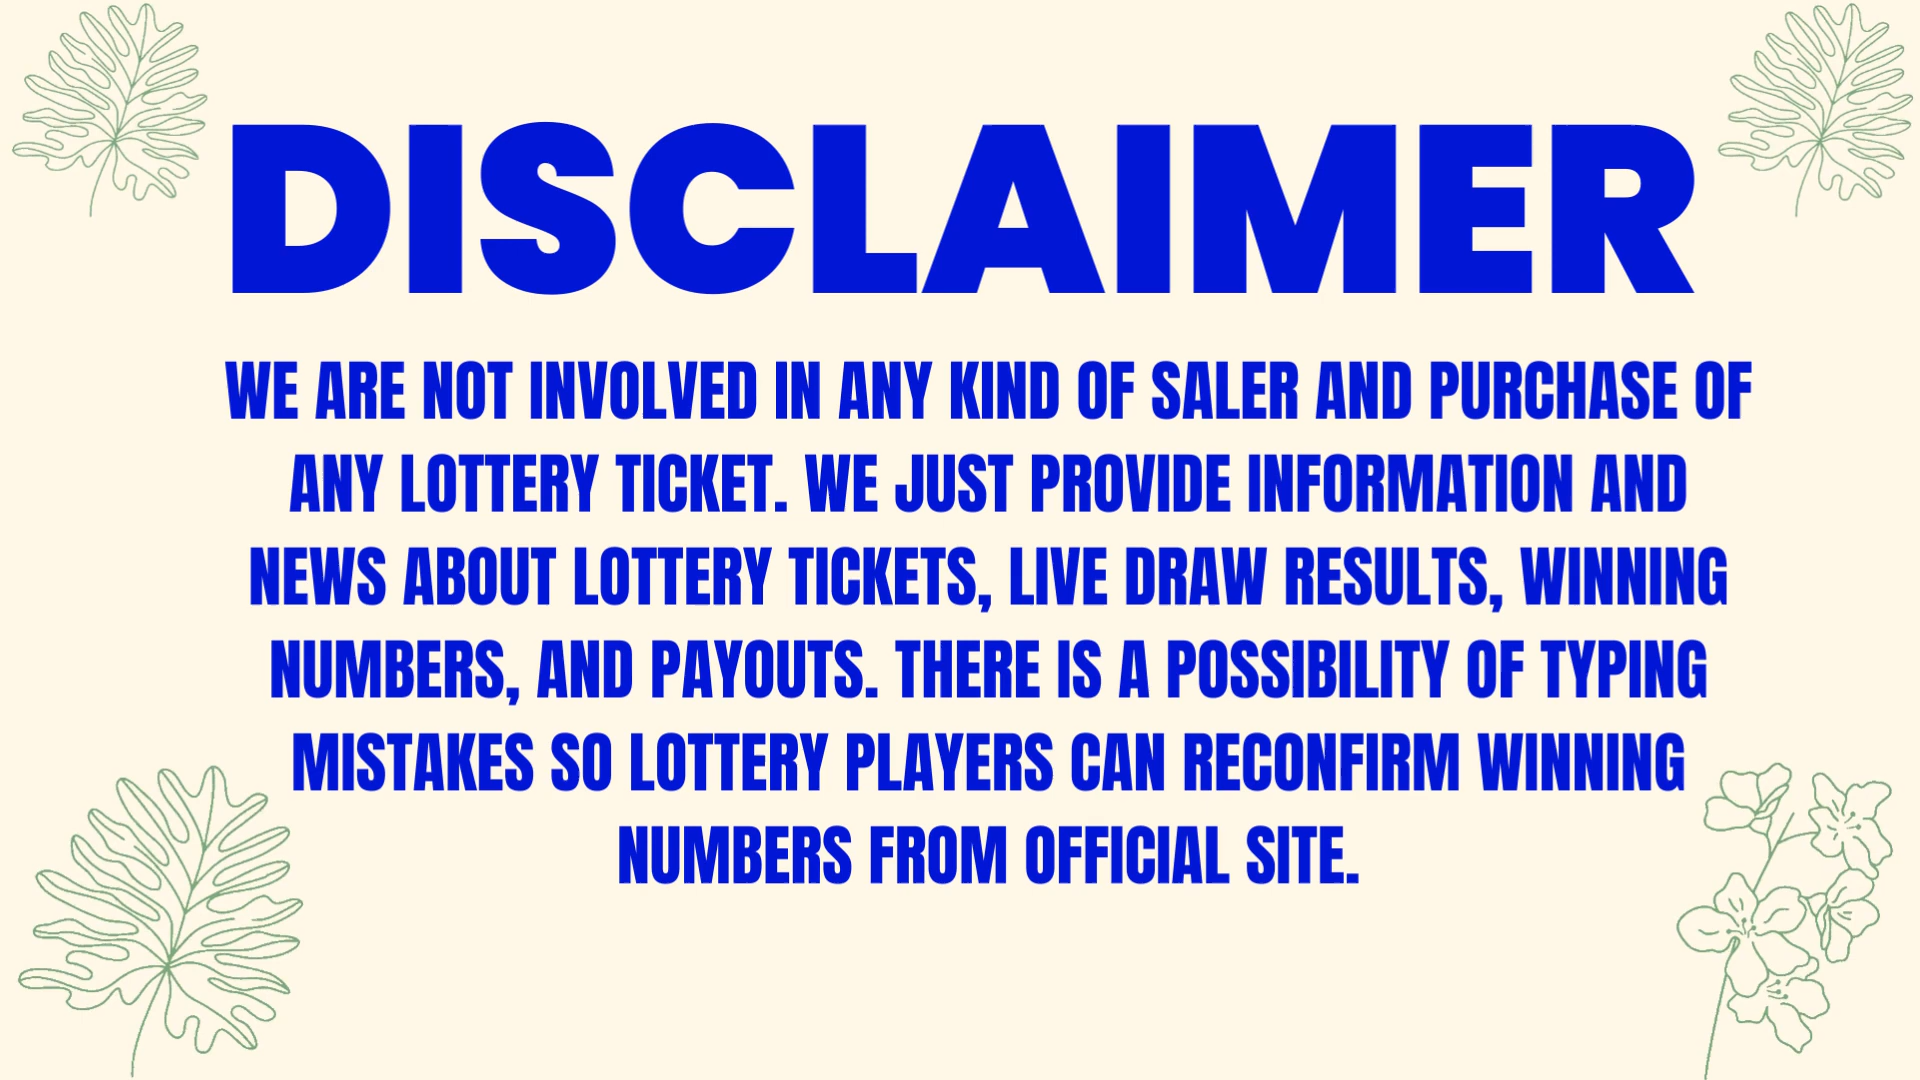 DISCLAIMER
WE ARE NOT INVOLVED IN ANY KIND OF SALER AND PURCHASE OF
ANY LOTTERY TICKET. WE JUST PROVIDE INFORMATION AND
NEWS ABOUT LOTTERY TICKETS, LIVE DRAW RESULTS, WINNING
NUMBERS, AND PAYOUTS. THERE IS A POSSIBILITY OF TYPING
MISTAKES SO LOTTERY PLAYERS CAN RECONFIRM WINNING
NUMBERS FROM OFFICIAL SITE.